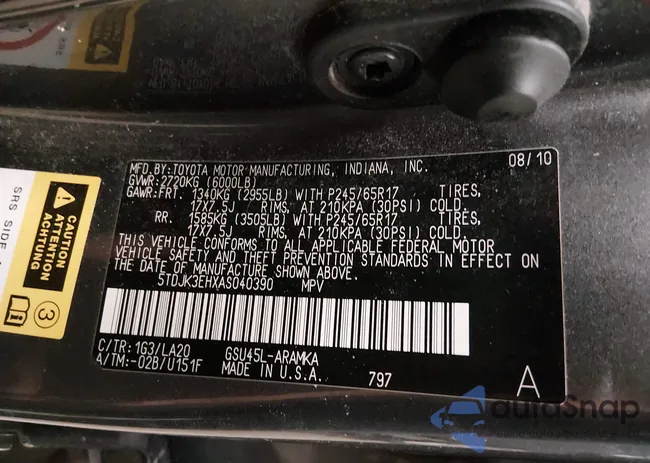 MFD.BY:TOYOTA MOTOR MANUFACTURING, INDIANA, INC. 08/10
GVWR:2720KG (6000LB)
GAWR:FRT. 1340KG (2955LB) WITH P245/65R17 TIRES,
17X7.5J RIMS, AT 210KPA (30PSI) COLD.
RR. 1585KG (3505LB) WITH P245/65R17 TIRES,
17X7.5J RIMS, AT 210KPA (30PSI) COLD.
THIS VEHICLE CONFORMS TO ALL APPLICABLE FEDERAL MOTOR
VEHICLE SAFETY AND THEFT PREVENTION STANDARDS IN EFFECT ON
THE DATE OF MANUFACTURE SHOWN ABOVE.
5TDJK3EHXAS040390 MPV
C/TR: 1G3/LA20 GSU45L-ARAMKA
A/TM:-02B/U151F MADE IN U.S.A. 797 A
SRS SIDE
CAUTION
ATTENTION
ACHTUNG
3
AutoSnap